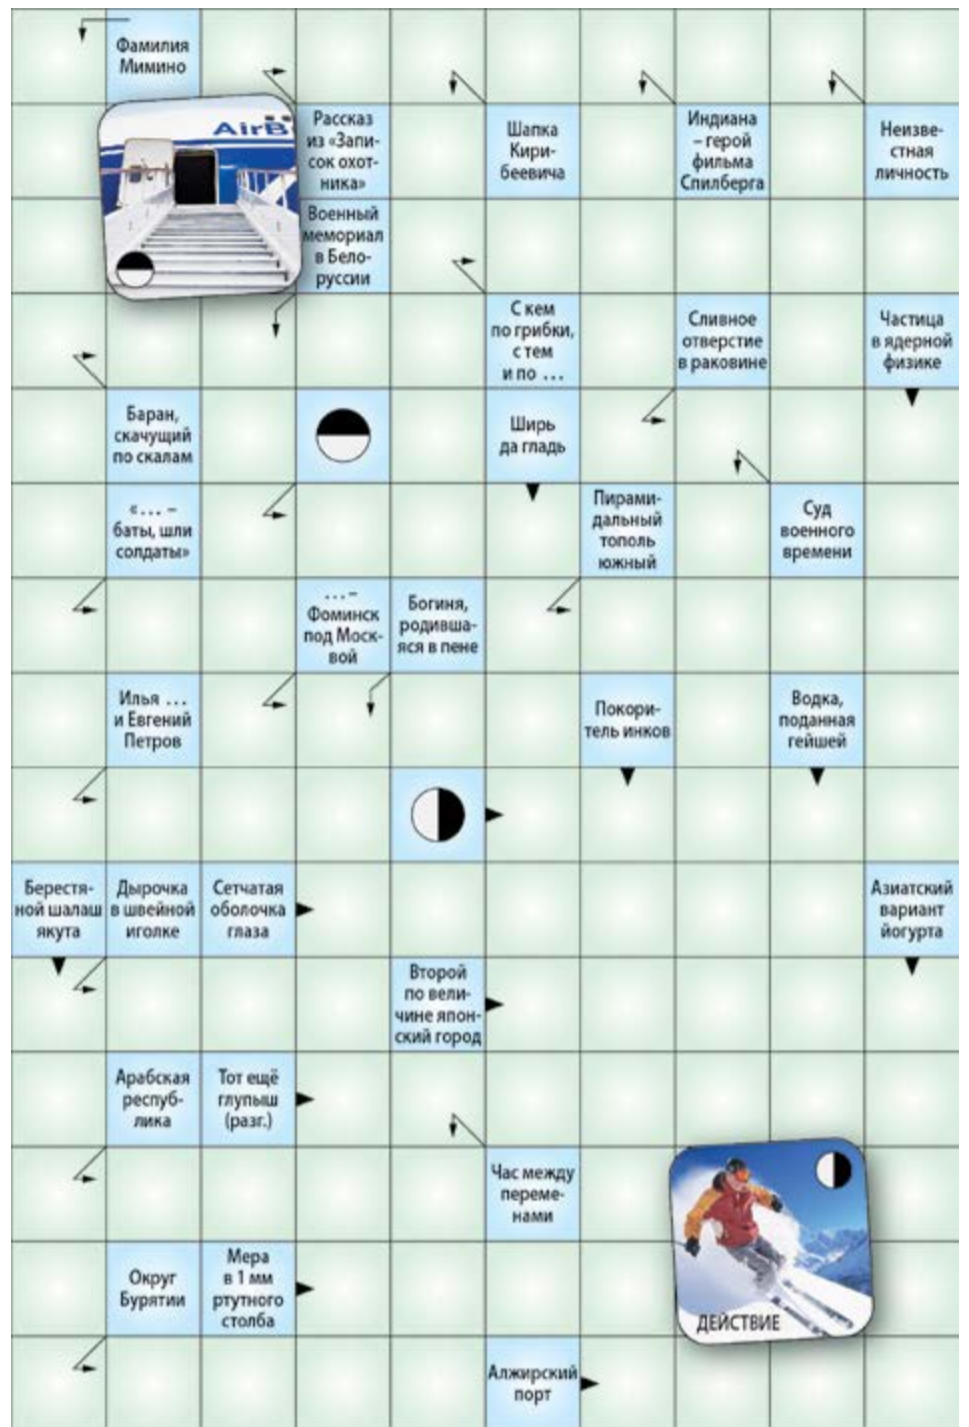 Фамилия
Мимино
AirB
Рассказ
из «Запи-
сок охот-
ника»
Шапка
Кири-
беевича
Индиана
– герой
фильма
Спилберга
Неизве-
стная
личность
Военный
мемориал
в Бело-
руссии
С кем
по грибки,
с тем
и по ...
Сливное
отверстие
в раковине
Частица
в ядерной
физике
Баран,
скачущий
по скалам
Ширь
да гладь
«... –
баты, шли
солдаты»
Пирами-
дальный
тополь
южный
Суд
военного
времени
... –
Фоминск
под Моск-
вой
Богиня,
родивша-
яся в пене
Илья ...
и Евгений
Петров
Покори-
тель инков
Водка,
поданная
гейшей
Берестя-
ной шалаш
якута
Дырочка
в швейной
иголке
Сетчатая
оболочка
глаза
Азиатский
вариант
йогурта
Второй
по вели-
чине япон-
ский город
Арабская
респуб-
лика
Тот ещё
глупыш
(разг.)
Час между
переме-
нами
Округ
Бурятии
Мера
в 1 мм
ртутного
столба
ДЕЙСТВИЕ
Алжирский
порт